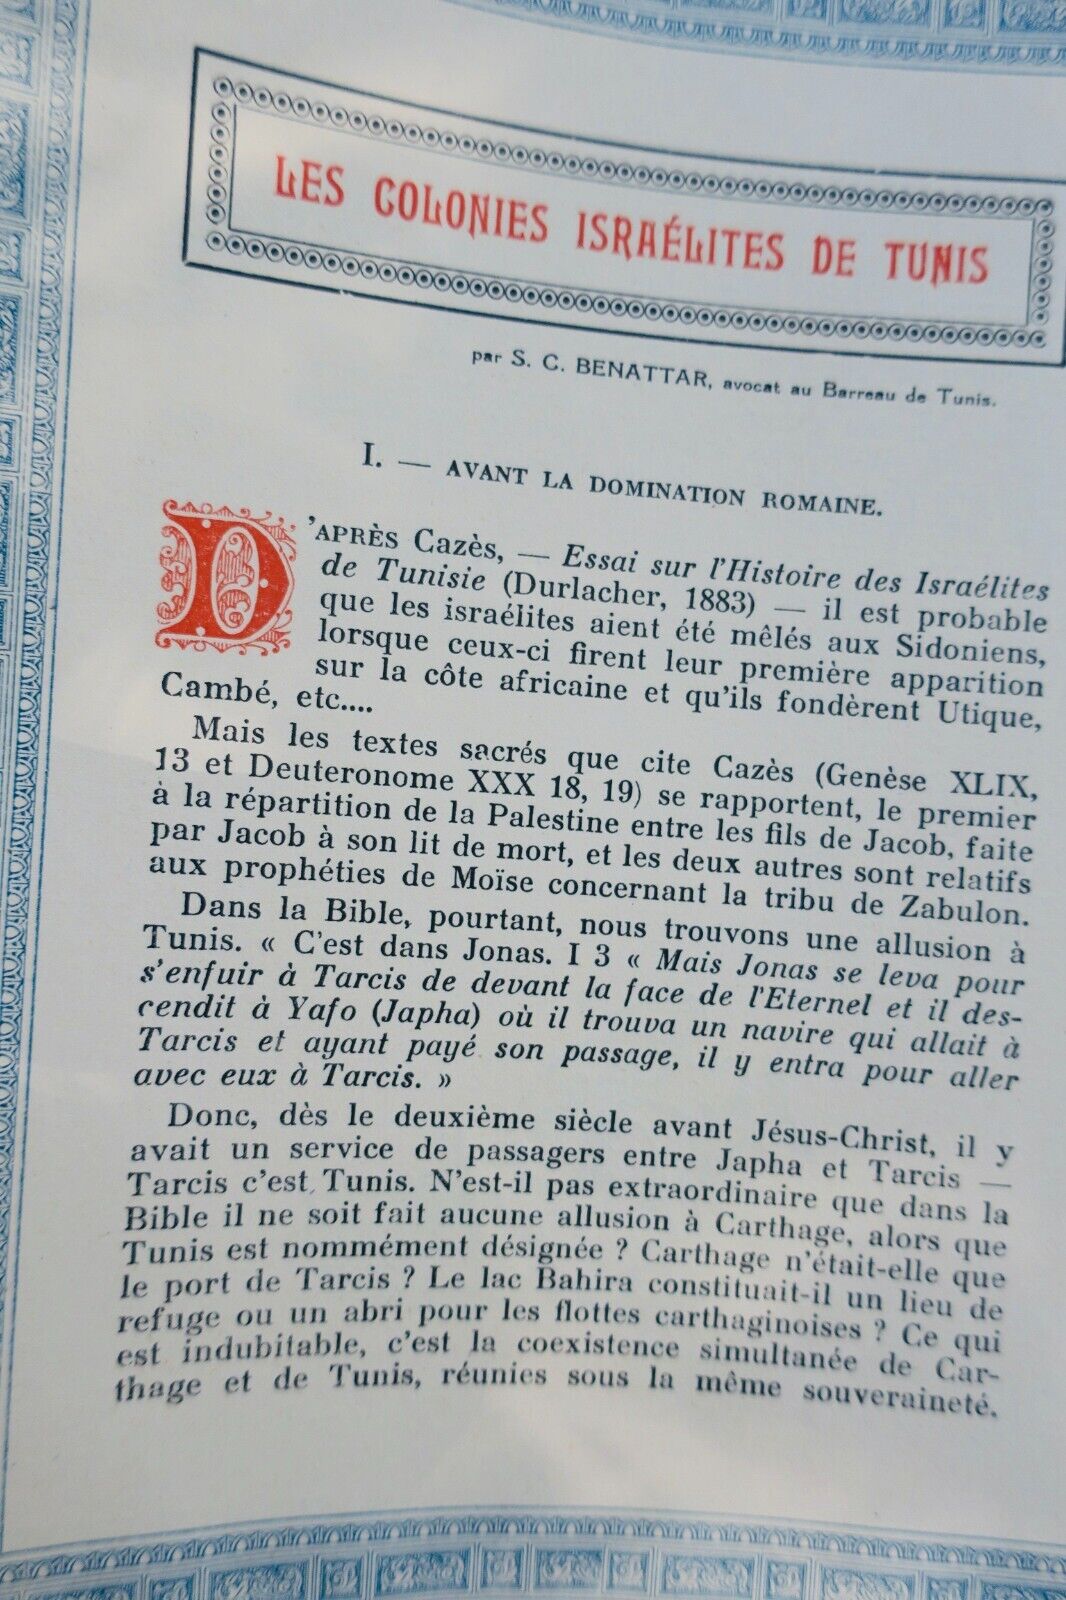 LES COLONIES ISRAÉLITES DE TUNIS
par S. C. BENATTAR, avocat au Barreau de Tunis.
I. — AVANT LA DOMINATION ROMAINE.
D'APRÈS Cazès, — Essai sur l'Histoire des Israélites
de Tunisie (Durlacher, 1883) — il est probable
que les israélites aient été mêlés aux Sidoniens,
lorsque ceux-ci firent leur première apparition
sur la côte africaine et qu'ils fondèrent Utique,
Cambé, etc....
Mais les textes sacrés que cite Cazès (Genèse XLIX,
13 et Deuteronome XXX 18, 19) se rapportent, le premier
à la répartition de la Palestine entre les fils de Jacob, faite
par Jacob à son lit de mort, et les deux autres sont relatifs
aux prophéties de Moïse concernant la tribu de Zabulon.
Dans la Bible, pourtant, nous trouvons une allusion à
Tunis. « C'est dans Jonas. I 3 « Mais Jonas se leva pour
s'enfuir à Tarcis de devant la face de l'Eternel et il des-
cendit à Yafo (Japha) où il trouva un navire qui allait à
Tarcis et ayant payé son passage, il y entra pour aller
avec eux à Tarcis. »
Donc, dès le deuxième siècle avant Jésus-Christ, il y
avait un service de passagers entre Japha et Tarcis —
Tarcis c'est Tunis. N'est-il pas extraordinaire que dans la
Bible il ne soit fait aucune allusion à Carthage, alors que
Tunis est nommément désignée ? Carthage n'était-elle que
le port de Tarcis ? Le lac Bahira constituait-il un lieu de
refuge ou un abri pour les flottes carthaginoises ? Ce qui
est indubitable, c'est la coexistence simultanée de Car-
thage et de Tunis, réunies sous la même souveraineté.